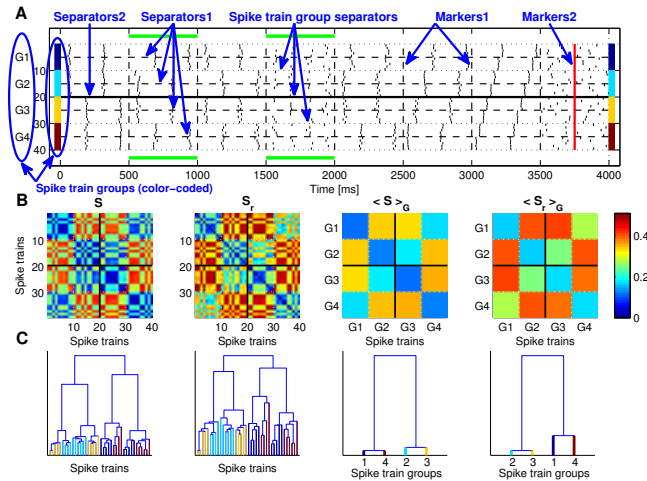 A
Separators2 Separators1 Spike train group separators Markers1 Markers2
G1
10
G2
20
G3
30
G4
40
0 500 1000 1500 2000 2500 3000 3500 4000
Time [ms]
Spike train groups (color-coded)
B
S S_r < S >_G < S_r >_G
Spike trains
10
20
30
10 20 30 40
Spike trains
10 20 30 40
Spike trains
G1
G2
G3
G4
G1 G2 G3 G4
Spike trains
G1 G2 G3 G4
Spike trains
0.4
0.2
0
C
Spike trains
Spike trains
1 4 2 3
Spike train groups
2 3 1 4
Spike train groups